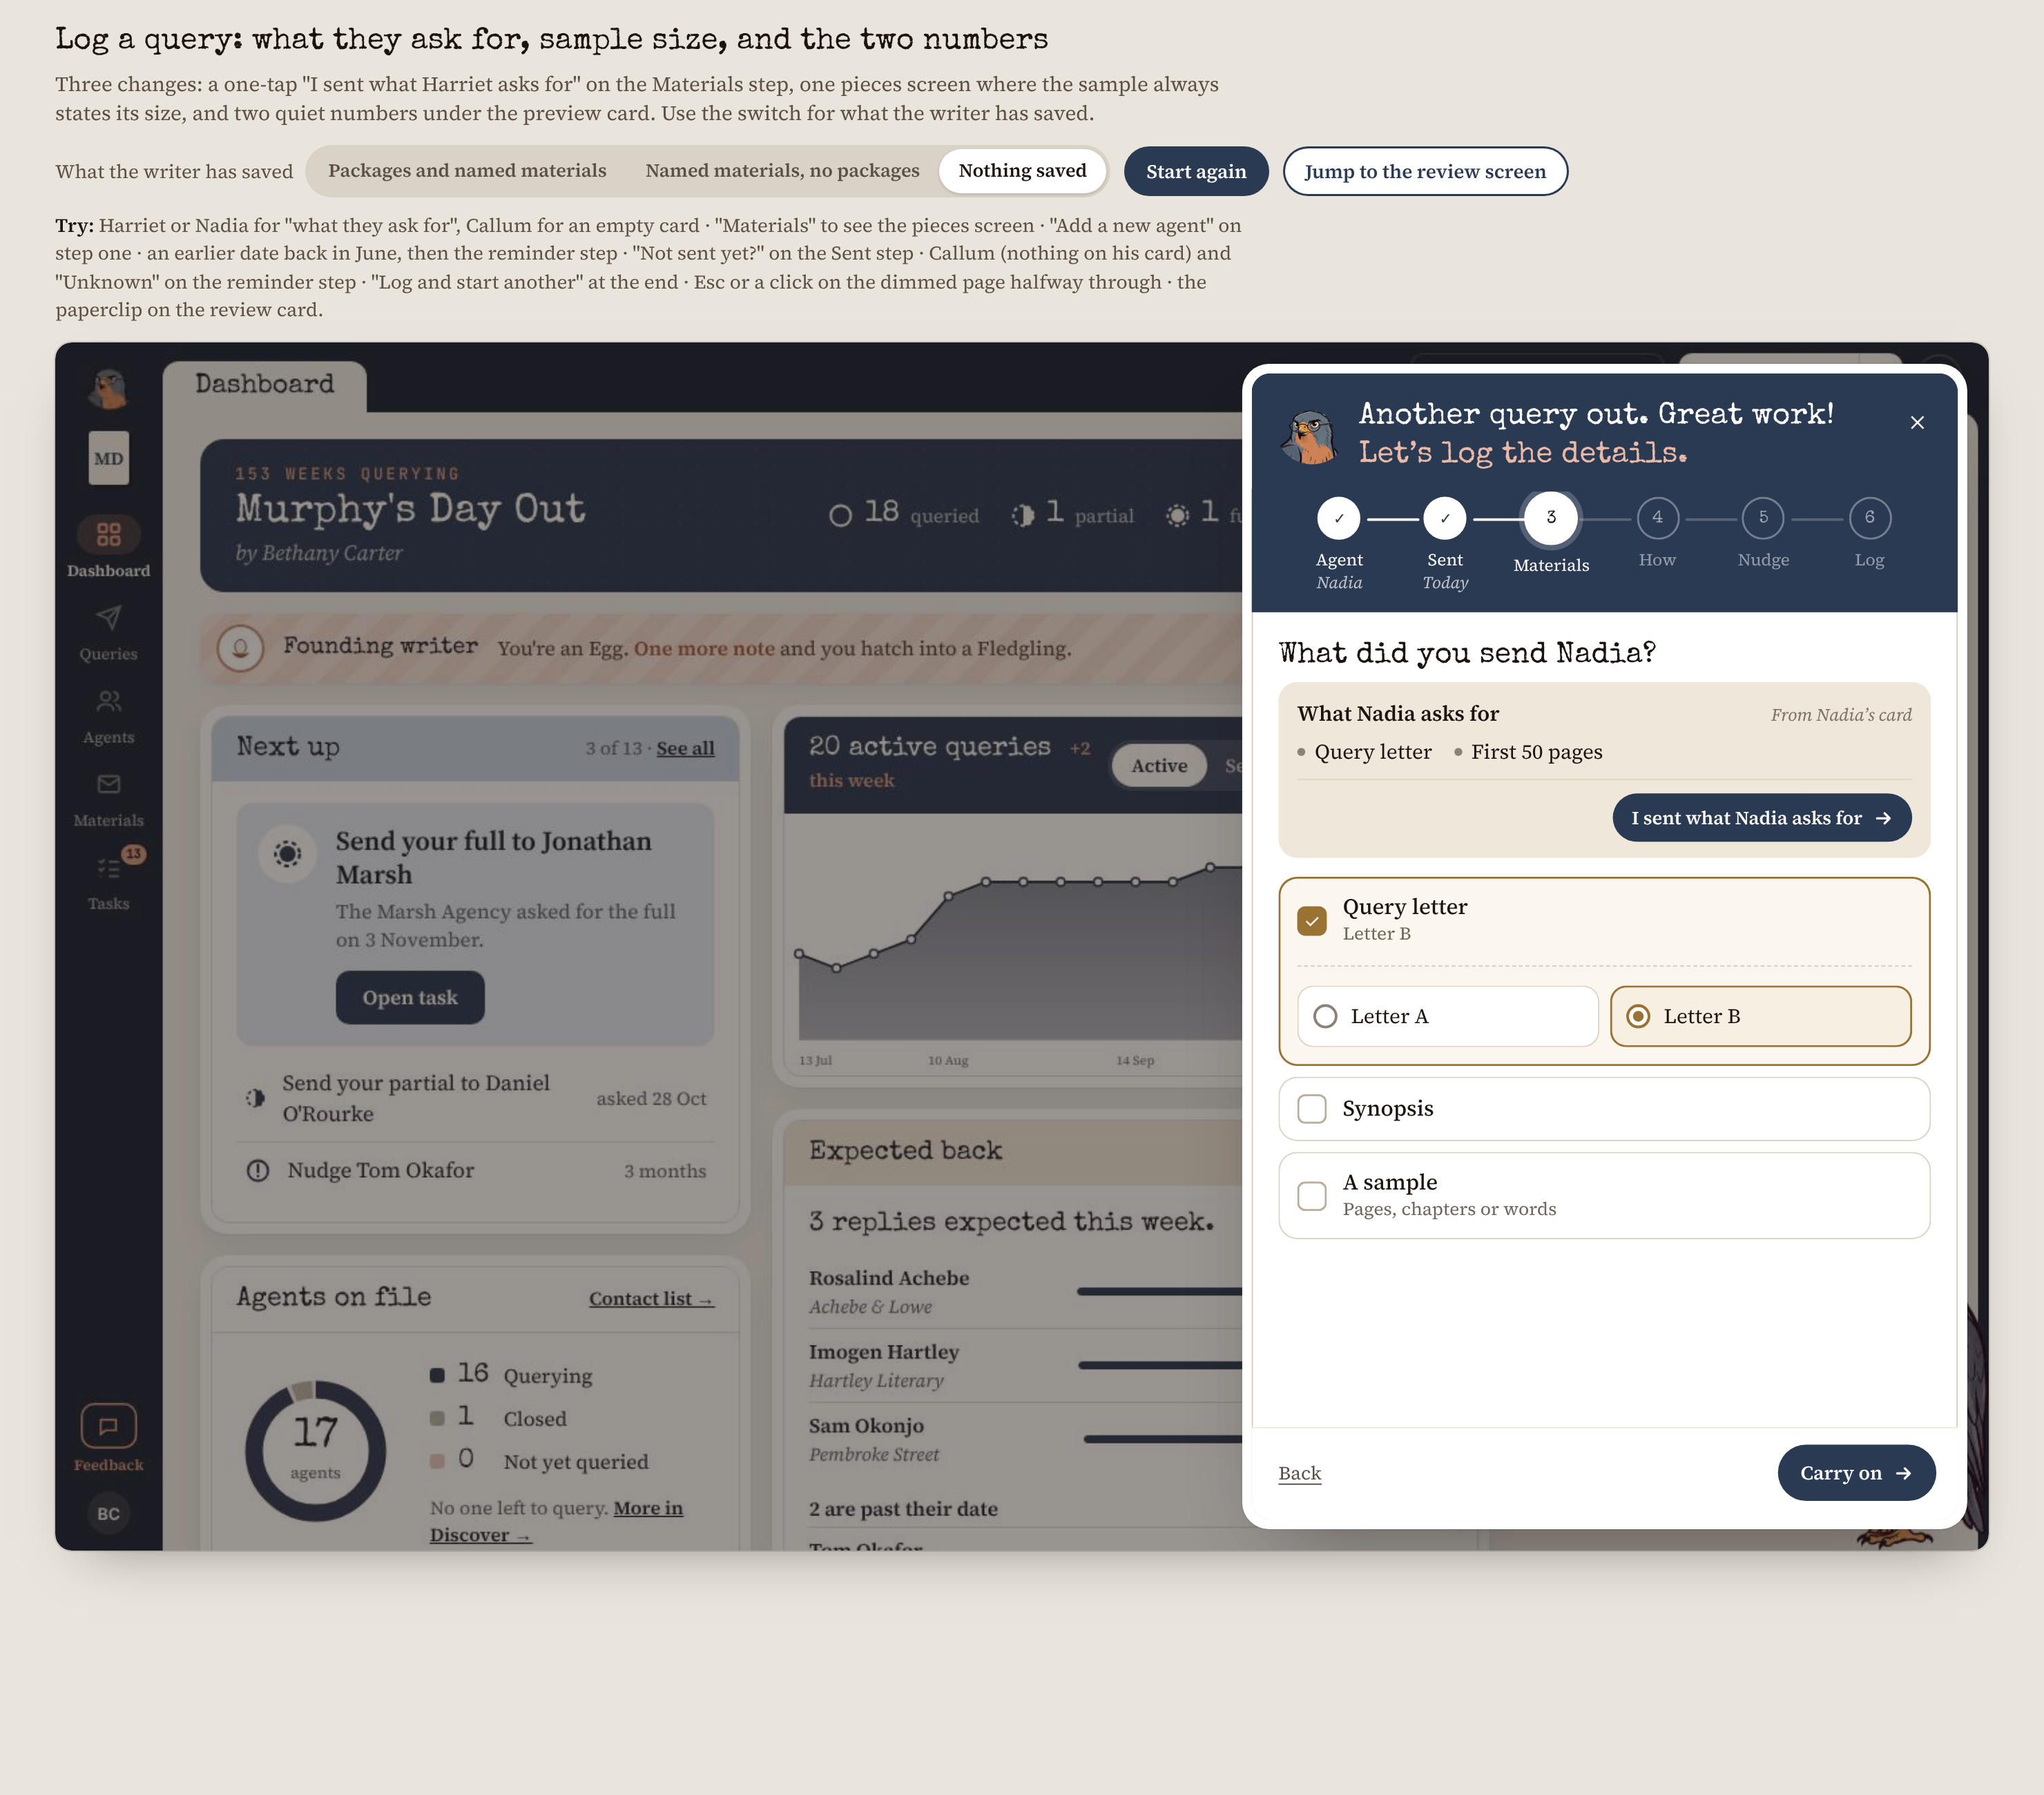 Log a query: what they ask for, sample size, and the two numbers
Three changes: a one-tap "I sent what Harriet asks for" on the Materials step, one pieces screen where the sample always
states its size, and two quiet numbers under the preview card. Use the switch for what the writer has saved.
What the writer has saved
Packages and named materials
Named materials, no packages
Nothing saved
Start again
Jump to the review screen
Try: Harriet or Nadia for "what they ask for", Callum for an empty card · "Materials" to see the pieces screen · "Add a new agent" on
step one · an earlier date back in June, then the reminder step · "Not sent yet?" on the Sent step · Callum (nothing on his card) and
"Unknown" on the reminder step · "Log and start another" at the end · Esc or a click on the dimmed page halfway through · the
paperclip on the review card.
MD
Dashboard
Queries
Agents
Materials
13
Tasks
Feedback
BC
Dashboard
153 WEEKS QUERYING
Murphy's Day Out
by Bethany Carter
18 queried
1 partial
1
Founding writer
You're an Egg. One more note and you hatch into a Fledgling.
Next up
3 of 13 · See all
Send your full to Jonathan
Marsh
The Marsh Agency asked for the full
on 3 November.
Open task
Send your partial to Daniel
O'Rourke
asked 28 Oct
Nudge Tom Okafor
3 months
Agents on file
Contact list →
17
agents
16 Querying
1 Closed
0 Not yet queried
No one left to query. More in
Discover →
20 active queries +2
this week
Active
13 Jul
10 Aug
14 Sep
Expected back
3 replies expected this week.
Rosalind Achebe
Achebe & Lowe
Imogen Hartley
Hartley Literary
Sam Okonjo
Pembroke Street
2 are past their date
Tom Okafor
Another query out. Great work!
Let's log the details.
✓
✓
3
4
5
6
Agent
Sent
Materials
How
Nudge
Log
Nadia
Today
What did you send Nadia?
What Nadia asks for
From Nadia's card
• Query letter • First 50 pages
I sent what Nadia asks for →
Query letter
Letter B
Letter A
Letter B
Synopsis
A sample
Pages, chapters or words
Back
Carry on →